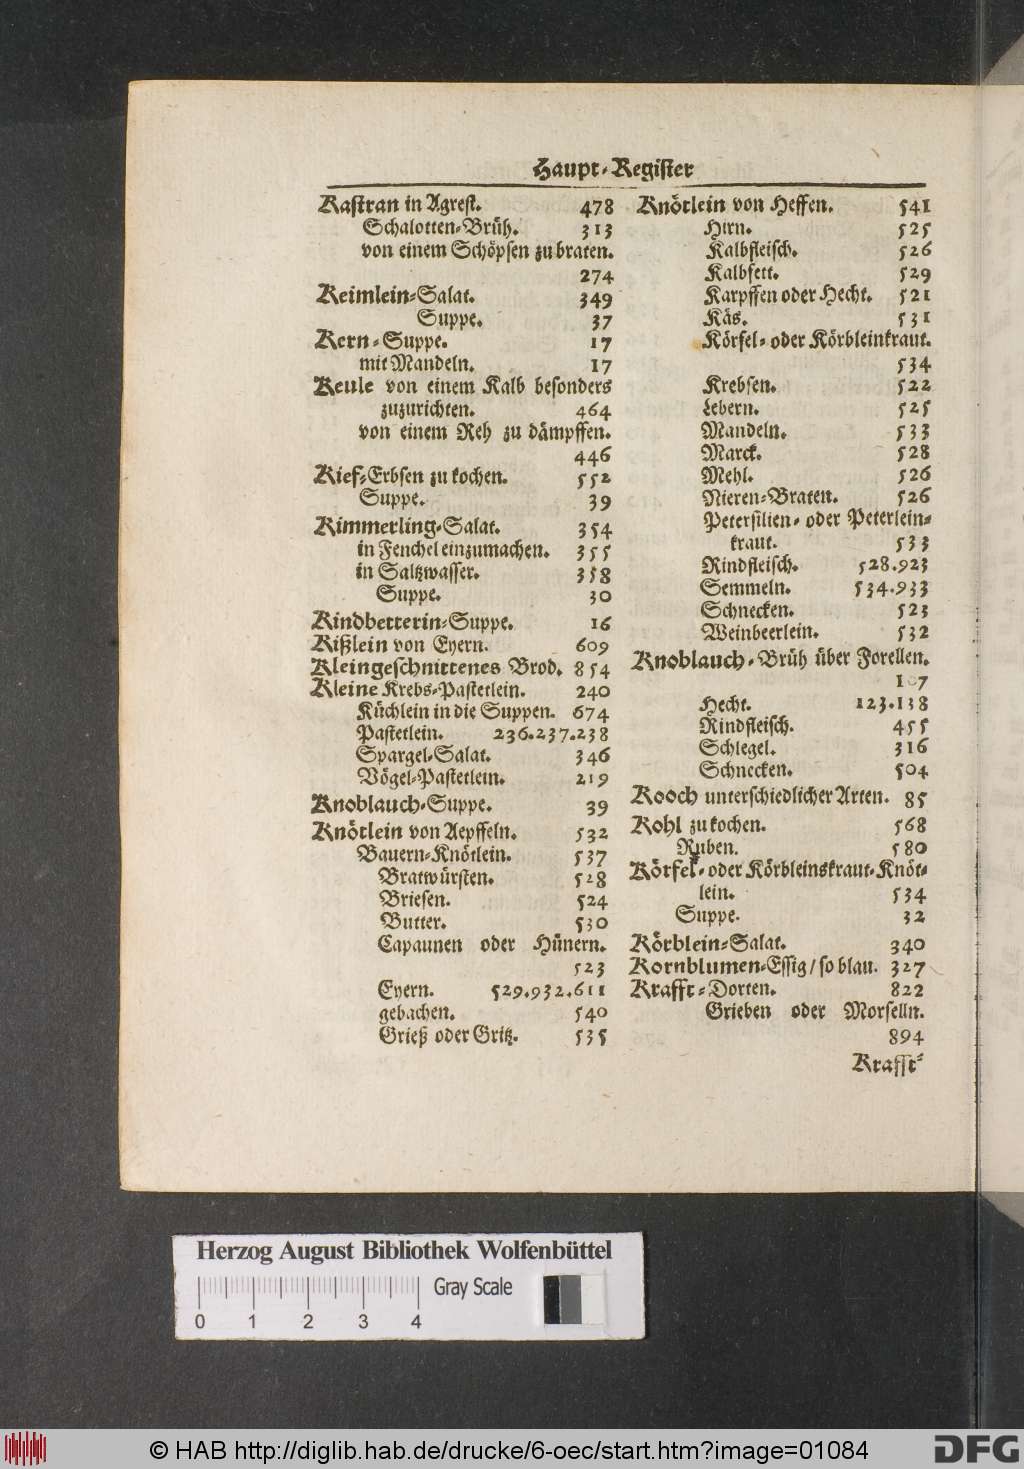 Haupt-Register
Kastran in Agrest. 478
Schalotten-Brüh. 313
von einem Schöpsen zu braten.
274
Keimlein-Salat. 349
Suppe. 37
Kern-Suppe. 17
mit Mandeln. 17
Keule von einem Kalb besonders
zuzurichten. 464
von einem Reh zu dämpffen.
446
Kief-Erbsen zu kochen. 552
Suppe. 39
Kimmerling-Salat. 354
in Fenchel einzumachen. 355
in Saltzwasser. 358
Suppe. 30
Kindbetterin-Suppe. 16
Kißlein von Eyern. 609
Kleingeschnittenes Brod. 854
Kleine Krebs-Pastetlein. 240
Küchlein in die Suppen. 674
Pastetlein. 236.237.238
Spargel-Salat. 346
Vögel-Pastetlein. 219
Knoblauch-Suppe. 39
Knötlein von Aepffeln. 532
Bauern-Knötlein. 537
Bratwürsten. 528
Briesen. 524
Butter. 530
Capaunen oder Hünern.
523
Eyern. 529.932.611
gebachen. 540
Grieß oder Gritz. 535
Knötlein von Heffen. 541
Hirn. 525
Kalbfleisch. 526
Kalbfett. 529
Karpffen oder Hecht. 521
Käs. 531
Körfel- oder Körbleinkraut.
534
Krebsen. 522
Lebern. 525
Mandeln. 533
Marck. 528
Mehl. 526
Nieren-Braten. 526
Petersilien- oder Peterlein-
kraut. 533
Rindfleisch. 528.923
Semmeln. 534.933
Schnecken. 523
Weinbeerlein. 532
Knoblauch-Brüh über Forellen.
107
Hecht. 123.138
Rindfleisch. 455
Schlegel. 316
Schnecken. 504
Kooch unterschiedlicher Arten. 85
Kohl zu kochen. 568
Ruben. 580
Körfel-oder Körbleinskraut-Knöt-
lein. 534
Suppe. 32
Körblein-Salat. 340
Kornblumen-Essig/ so blau. 327
Krafft-Dorten. 822
Grieben oder Morselln.
894
Krafft-
Herzog August Bibliothek Wolfenbüttel
Gray Scale
0 1 2 3 4
© HAB http://diglib.hab.de/drucke/6-oec/start.htm?image=01084
DFG